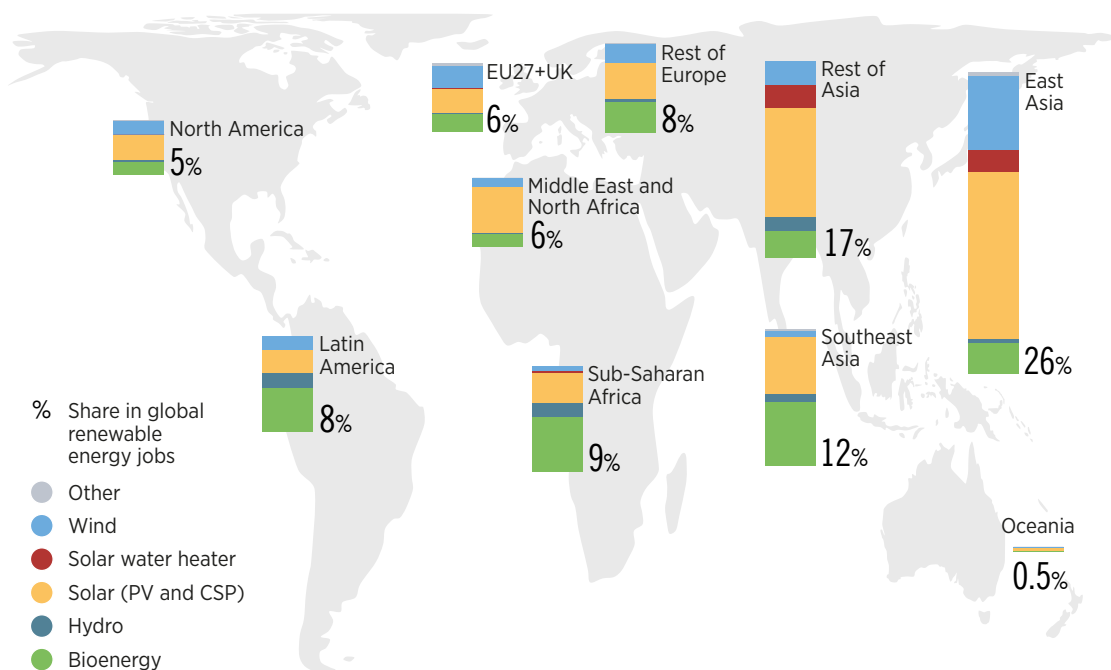 North America
5%
EU27+UK
6%
Rest of
Europe
8%
Rest of
Asia
17%
East
Asia
26%
Middle East and
North Africa
6%
Latin
America
8%
Sub-Saharan
Africa
9%
Southeast
Asia
12%
Oceania
0.5%
% Share in global
renewable
energy jobs
Other
Wind
Solar water heater
Solar (PV and CSP)
Hydro
Bioenergy